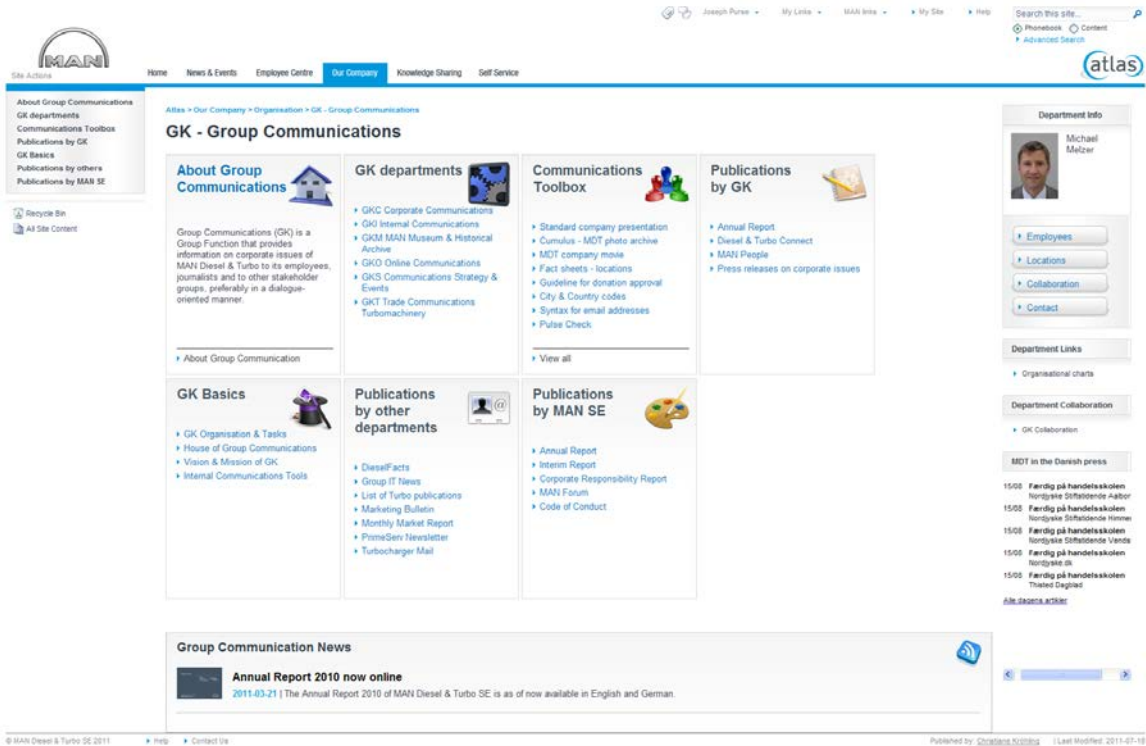 Joseph Purse
My Links
MAN links
My Site
Help
Search this site...
Phonebook
Content
Advanced Search
MAN
Site Actions
Home
News & Events
Employee Centre
Our Company
Knowledge Sharing
Self Service
atlas
About Group Communications
GK departments
Communications Toolbox
Publications by GK
GK Basics
Publications by others
Publications by MAN SE
Recycle Bin
All Site Content
Atlas > Our Company > Organisation > GK - Group Communications
GK - Group Communications
About Group
Communications
Group Communications (GK) is a
Group Function that provides
information on corporate issues of
MAN Diesel & Turbo to its employees,
journalists and to other stakeholder
groups, preferably in a dialogue-
oriented manner.
About Group Communication
GK departments
GKC Corporate Communications
GKI Internal Communications
GKM MAN Museum & Historical
Archive
GKO Online Communications
GKS Communications Strategy &
Events
GKT Trade Communications
Turbomachinery
Communications
Toolbox
Standard company presentation
Cumulus - MDT photo archive
MDT company movie
Fact sheets - locations
Guideline for donation approval
City & Country codes
Syntax for email addresses
Pulse Check
View all
Publications
by GK
Annual Report
Diesel & Turbo Connect
MAN People
Press releases on corporate issues
GK Basics
GK Organisation & Tasks
House of Group Communications
Vision & Mission of GK
Internal Communications Tools
Publications
by other
departments
DieselFacts
Group IT News
List of Turbo publications
Marketing Bulletin
Monthly Market Report
PrimeServ Newsletter
Turbocharger Mail
Publications
by MAN SE
Annual Report
Interim Report
Corporate Responsibility Report
MAN Forum
Code of Conduct
Department Info
Michael
Melzer
Employees
Locations
Collaboration
Contact
Department Links
Organisational charts
Department Collaboration
GK Collaboration
MDT in the Danish press
15/08 Færdig på handelsskolen
Nordjyske Stiftstidende Aalbor
15/08 Færdig på handelsskolen
Nordjyske Stiftstidende Himmer
15/08 Færdig på handelsskolen
Nordjyske Stiftstidende Vends
15/08 Færdig på handelsskolen
Nordjyske.dk
15/08 Færdig på handelsskolen
Thisted Dagblad
Alle dagens artikler
Group Communication News
Annual Report 2010 now online
2011-03-21 | The Annual Report 2010 of MAN Diesel & Turbo SE is as of now available in English and German.
© MAN Diesel & Turbo SE 2011
Help
Contact Us
Published by: Christiane Kröhling | Last Modified: 2011-07-18